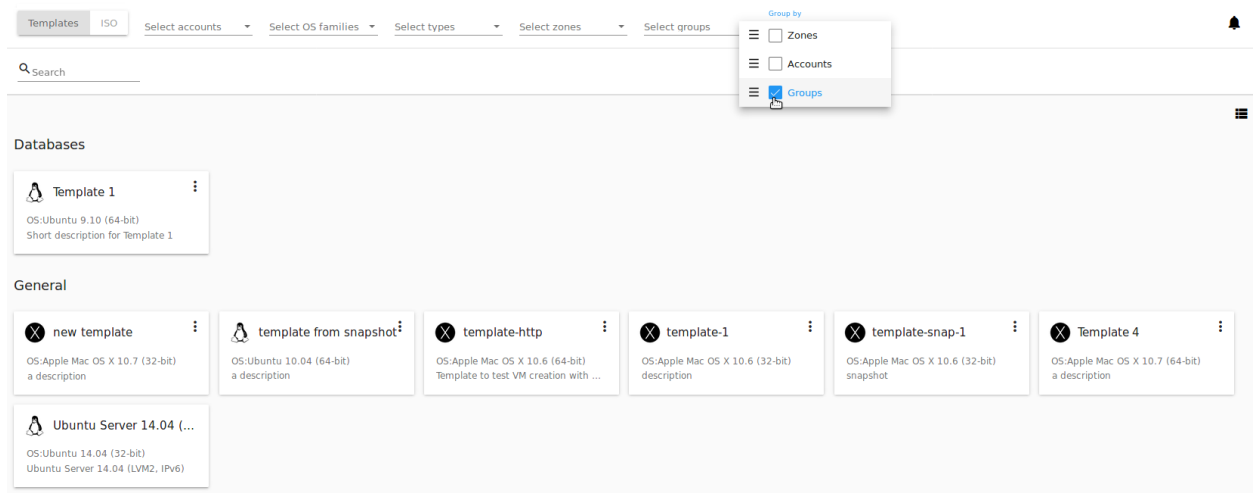 Group by
Templates ISO Select accounts Select OS families Select types Select zones Select groups
Zones
Accounts
Groups
Search
Databases
Template 1
OS:Ubuntu 9.10 (64-bit)
Short description for Template 1
General
new template
OS:Apple Mac OS X 10.7 (32-bit)
a description
template from snapshot
OS:Ubuntu 10.04 (64-bit)
a description
template-http
OS:Apple Mac OS X 10.6 (64-bit)
Template to test VM creation with ...
template-1
OS:Apple Mac OS X 10.6 (32-bit)
description
template-snap-1
OS:Apple Mac OS X 10.6 (32-bit)
snapshot
Template 4
OS:Apple Mac OS X 10.7 (64-bit)
a description
Ubuntu Server 14.04 (...
OS:Ubuntu 14.04 (32-bit)
Ubuntu Server 14.04 (LVM2, IPv6)